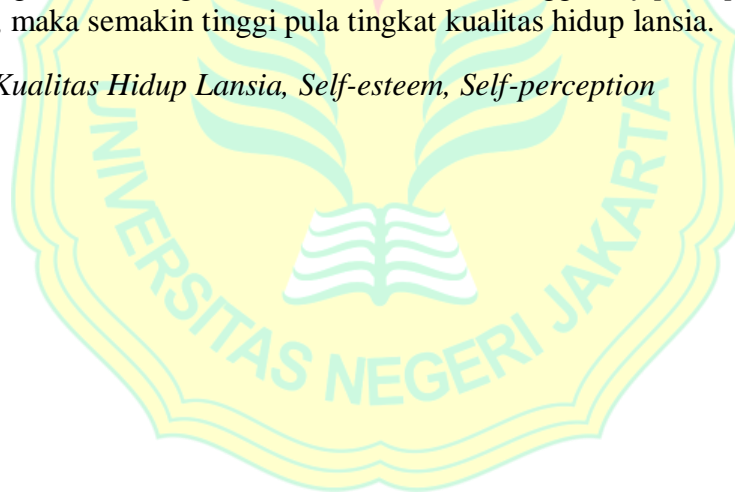 maka semakin tinggi pula tingkat kualitas hidup lansia.
Kualitas Hidup Lansia, Self-esteem, Self-perception
UNIVERSITAS NEGERI JAKARTA